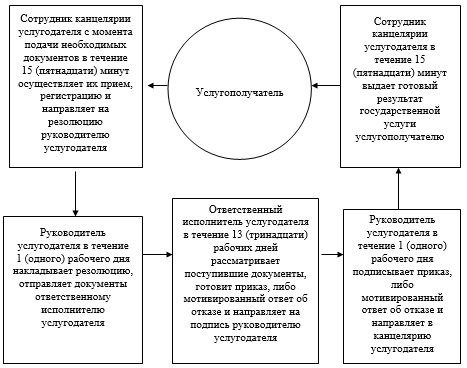 Сотрудник канцелярии
услугодателя с момента
подачи необходимых
документов в течение
15 (пятнадцати) минут
осуществляет их прием,
регистрацию и
направляет на
резолюцию
руководителю
услугодателя
Услугополучатель
Сотрудник
канцелярии
услугодателя в
течение 15
(пятнадцати) минут
выдает готовый
результат
государственной
услуги
услугополучателю
Руководитель
услугодателя в течение
1 (одного) рабочего дня
накладывает резолюцию,
отправляет документы
ответственному
исполнителю
услугодателя
Ответственный
исполнитель услугодателя
в течение 13 (тринадцати)
рабочих дней
рассматривает
поступившие документы,
готовит приказ, либо
мотивированный ответ об
отказе и направляет на
подпись руководителю
услугодателя
Руководитель
услугодателя в
течение 1 (одного)
рабочего дня
подписывает приказ,
либо
мотивированный
ответ об отказе и
направляет в
канцелярию
услугодателя